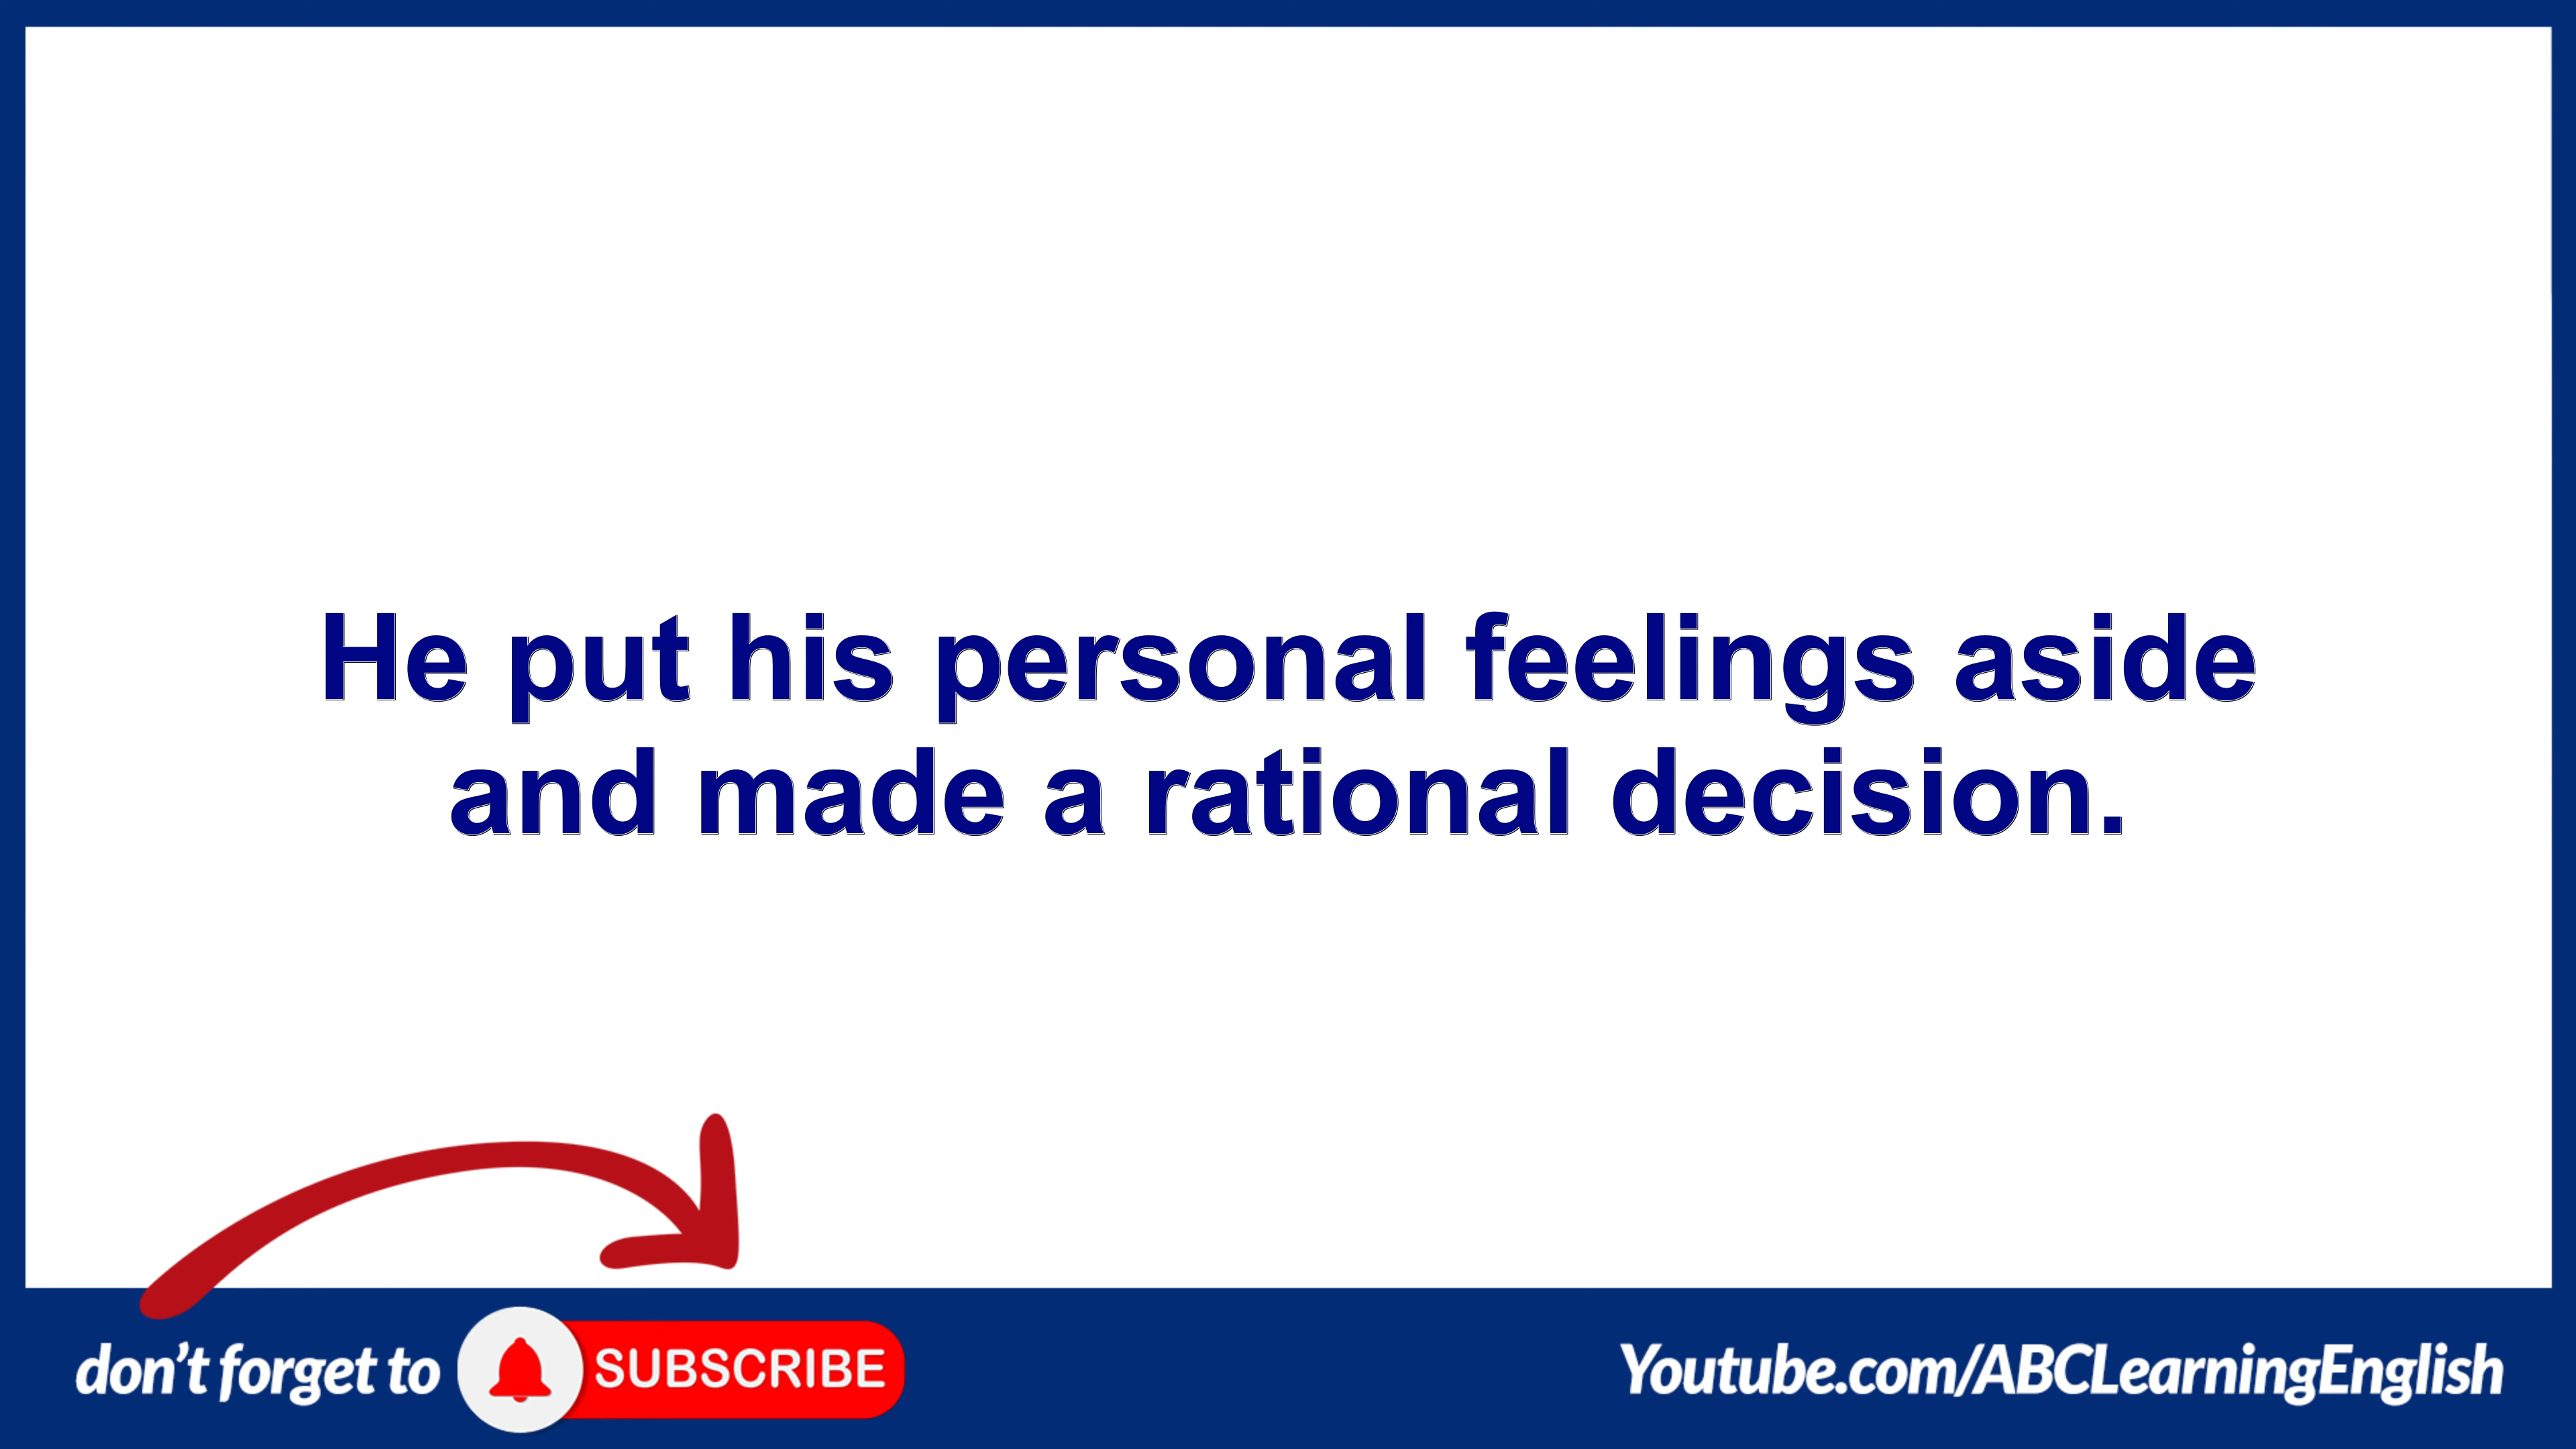 He put his personal feelings aside
and made a rational decision.
don't forget to SUBSCRIBE
Youtube.com/ABCLearningEnglish